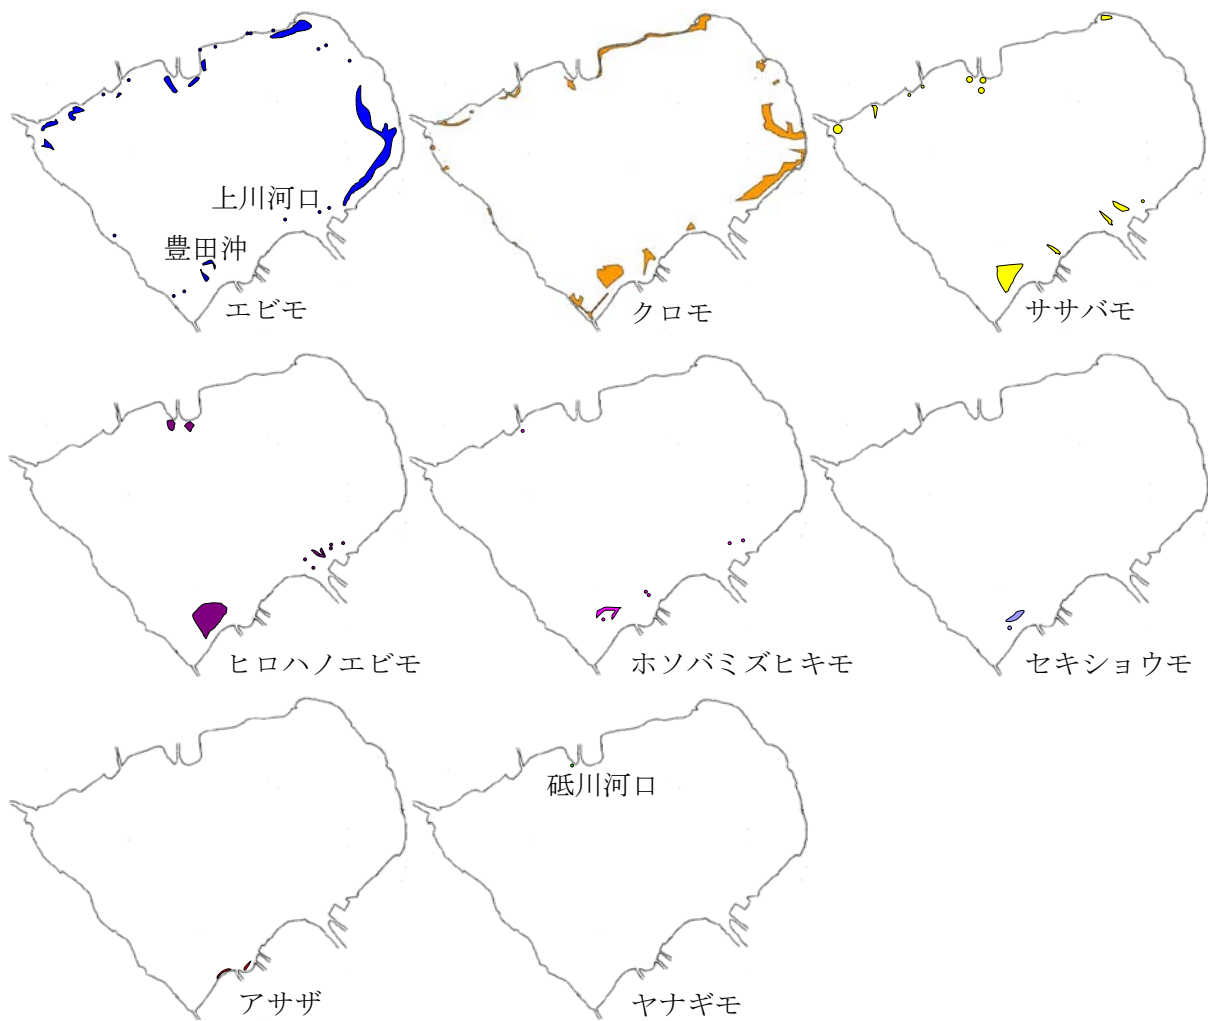 上川河口
豊田沖
エビモ
クロモ
ササバモ
ヒロハノエビモ
ホソバミズヒキモ
セキショウモ
砥川河口
アサザ
ヤナギモ